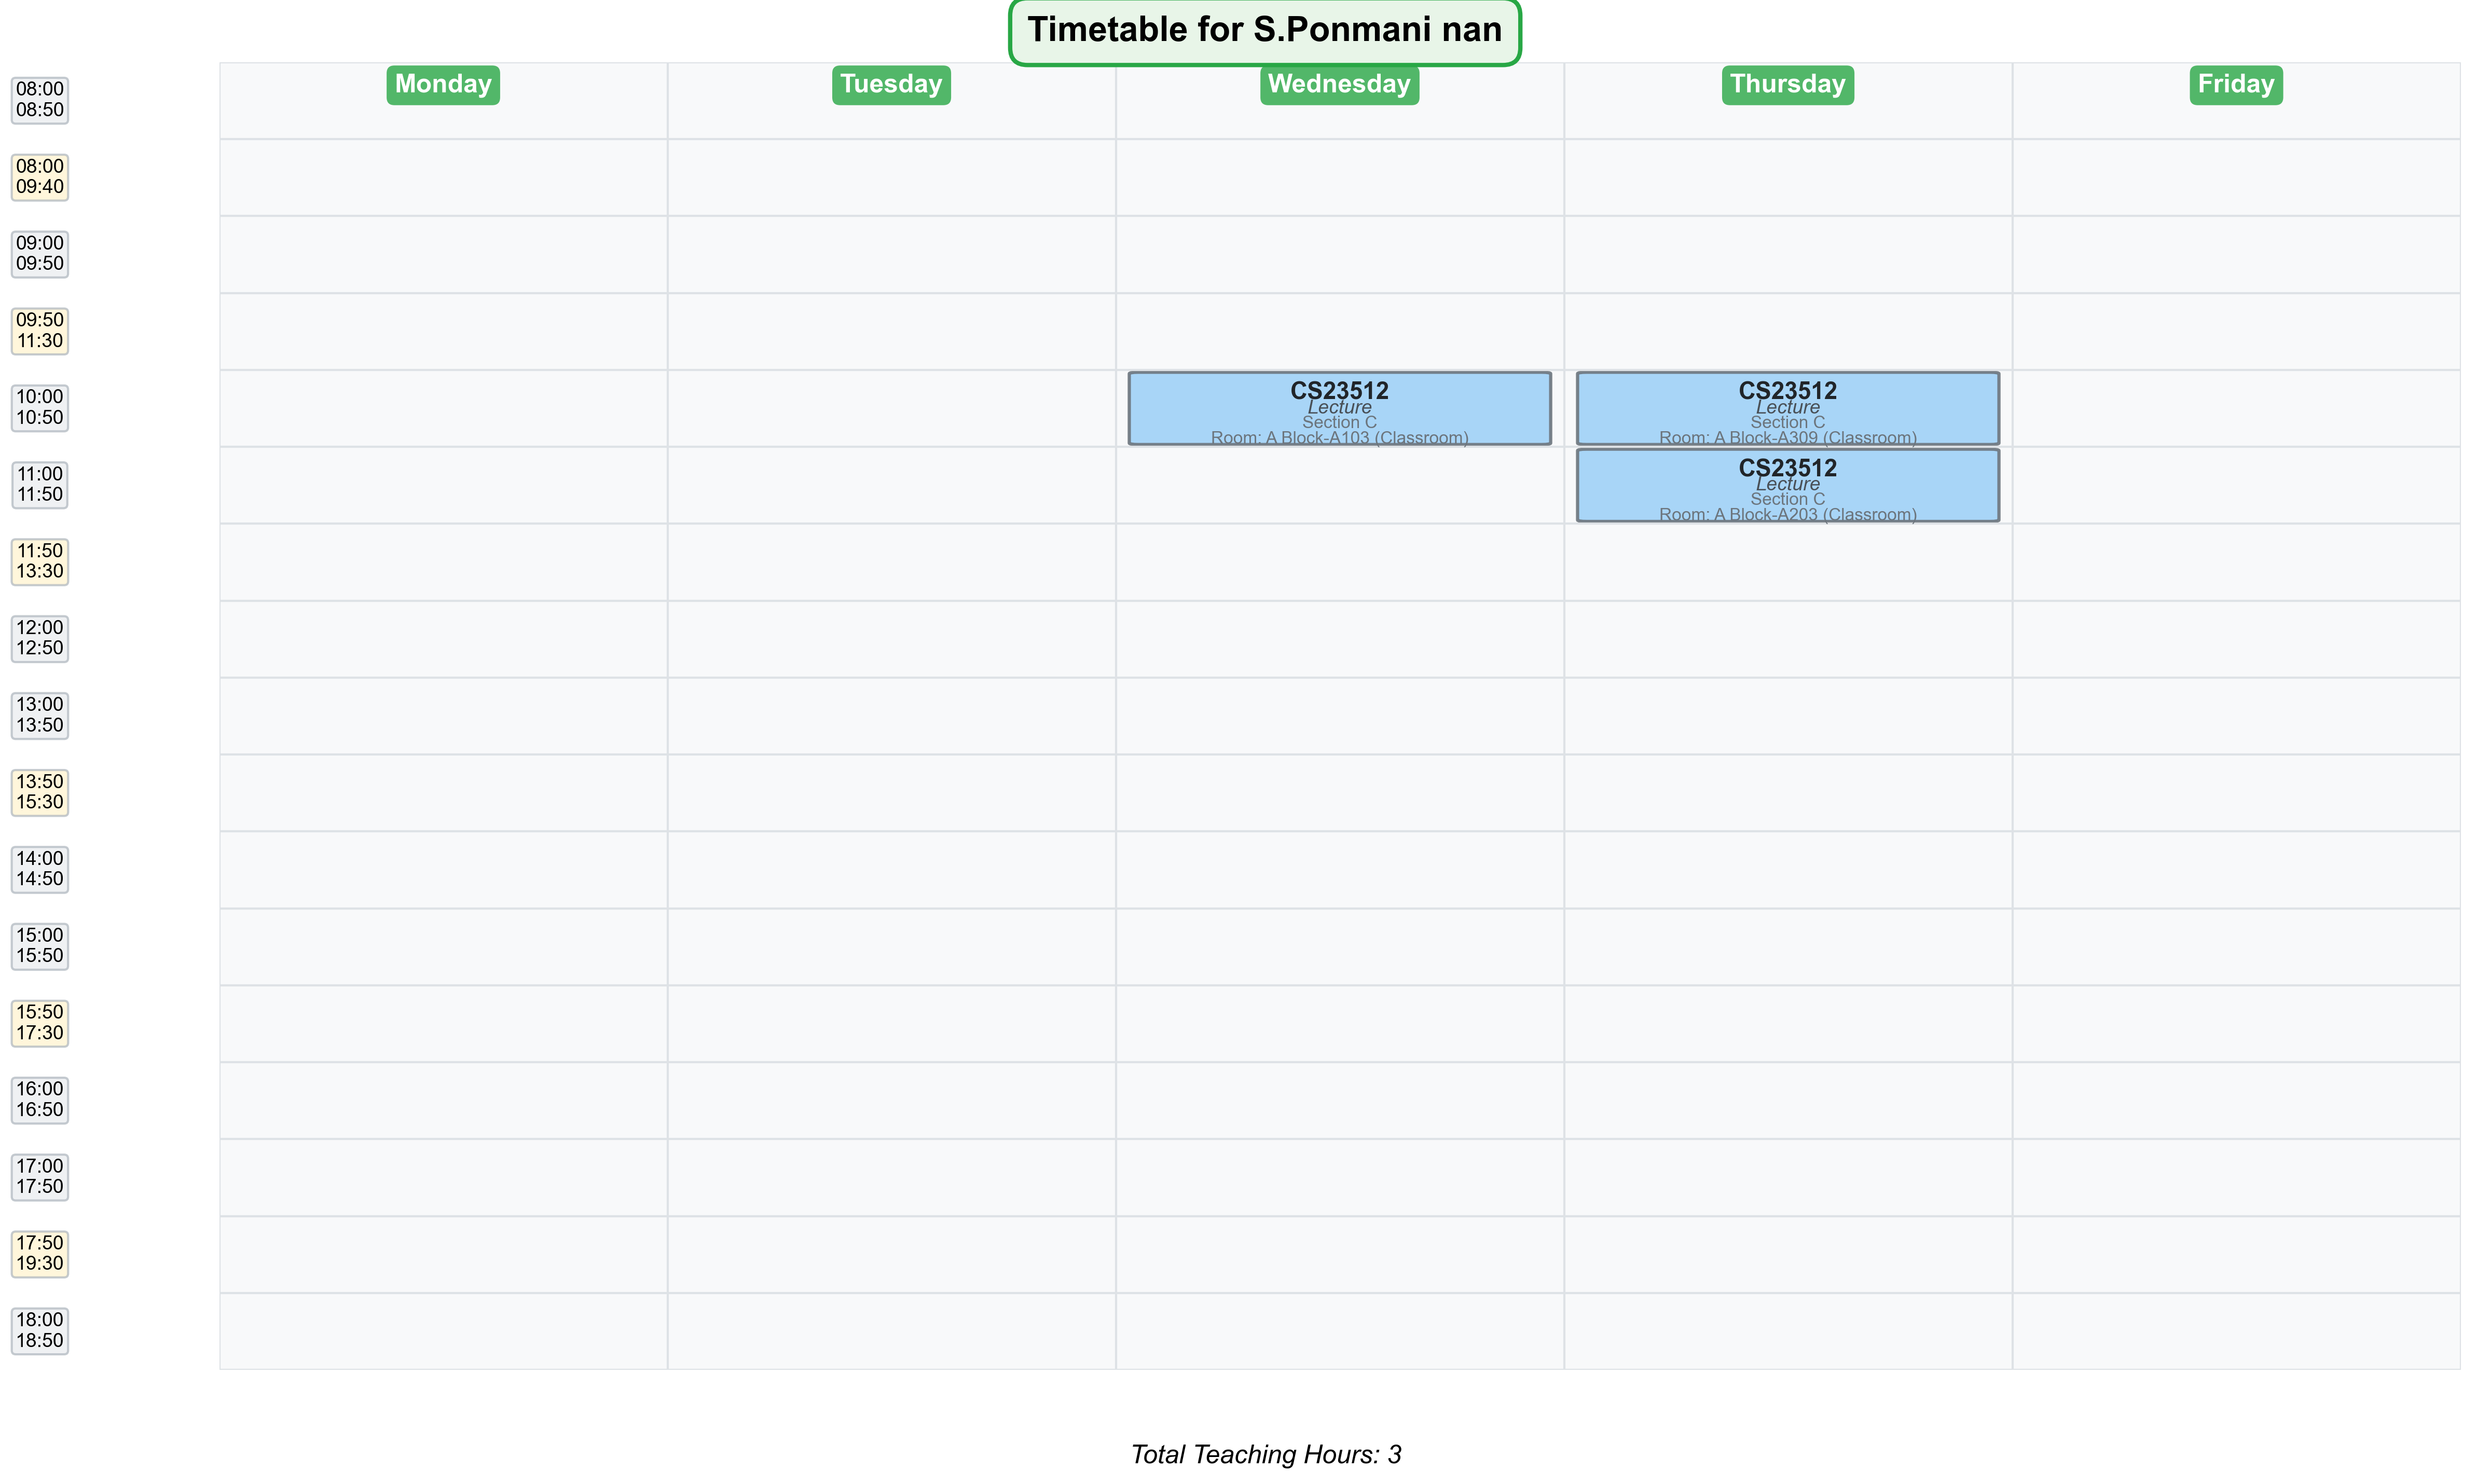 Timetable for S.Ponmani nan
Monday Tuesday Wednesday Thursday Friday
08:00
08:50
08:00
09:40
09:00
09:50
09:50
11:30
10:00
10:50
CS23512
Lecture
Section C
Room: A Block-A103 (Classroom)
CS23512
Lecture
Section C
Room: A Block-A309 (Classroom)
11:00
11:50
CS23512
Lecture
Section C
Room: A Block-A203 (Classroom)
11:50
13:30
12:00
12:50
13:00
13:50
13:50
15:30
14:00
14:50
15:00
15:50
15:50
17:30
16:00
16:50
17:00
17:50
17:50
19:30
18:00
18:50
Total Teaching Hours: 3